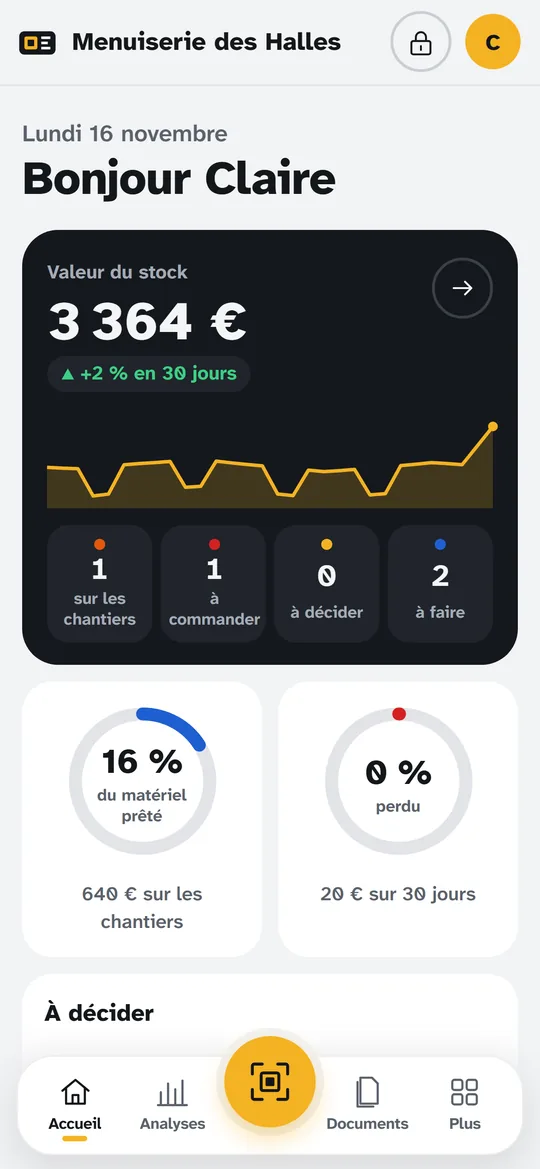 Menuiserie des Halles
C
Lundi 16 novembre
Bonjour Claire
Valeur du stock
3 364 €
▲ +2 % en 30 jours
1
sur les
chantiers
1
à
commander
0
à décider
2
à faire
16 %
du matériel
prêté
640 € sur les
chantiers
0 %
perdu
20 € sur 30 jours
À décider
Accueil
Analyses
Documents
Plus